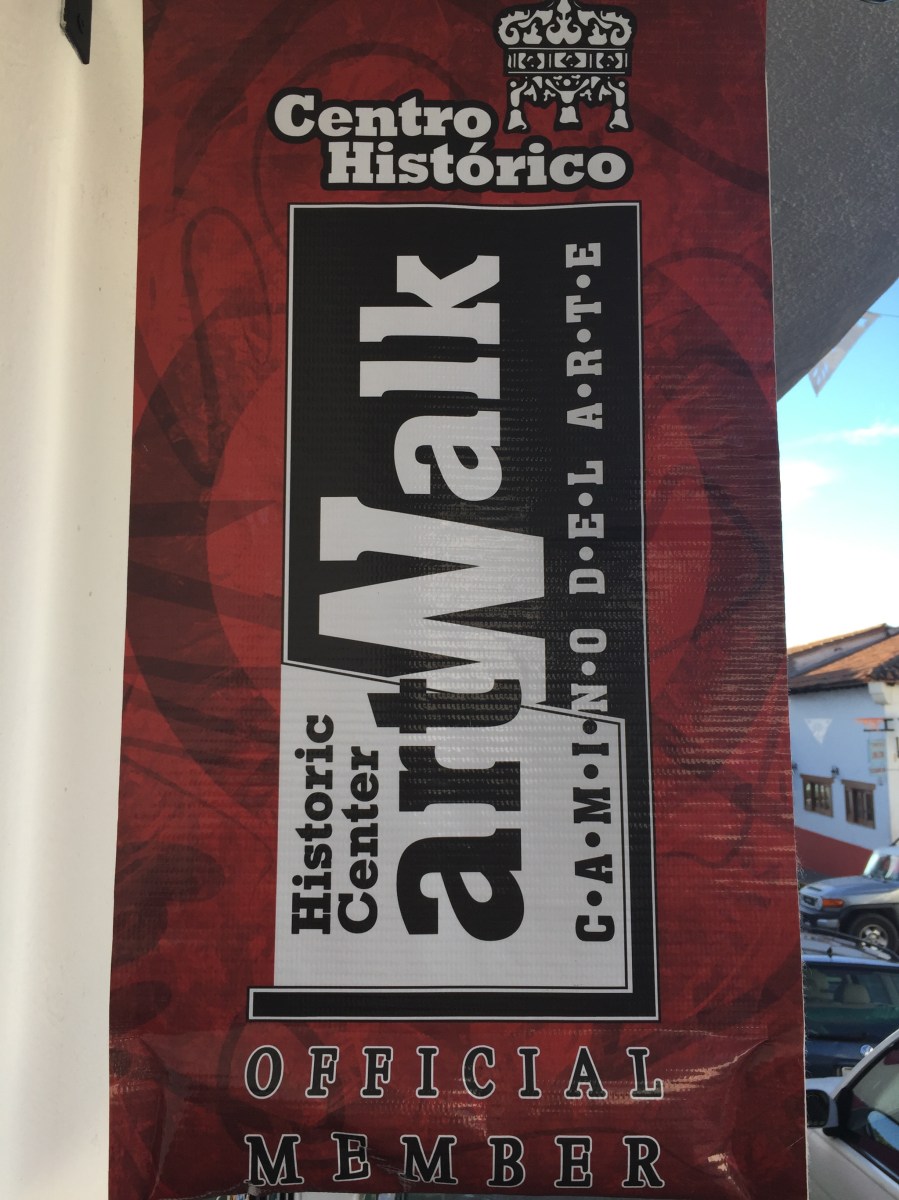 Centro
Histórico
Historic
Center
artWalk
C•A•M•I•N•O D•E•L A•R•T•E
OFFICIAL
MEMBER